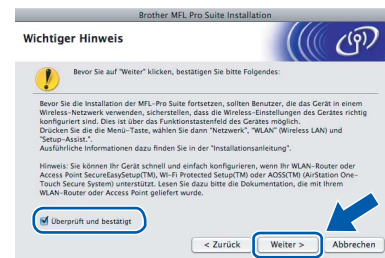 Brother MFL Pro Suite Installation
Wichtiger Hinweis
Bevor Sie auf "Weiter" klicken, bestätigen Sie bitte Folgendes:
Bevor Sie die Installation der MFL-Pro Suite fortsetzen, sollten Benutzer, die das Gerät in einem
Wireless-Netzwerk verwenden, sicherstellen, dass die Wireless-Einstellungen des Gerätes richtig
konfiguriert sind. Dies ist über das Funktionstastenfeld des Gerätes möglich.
Drücken Sie die die Menü-Taste, wählen Sie dann "Netzwerk", "WLAN" (Wireless LAN) und
"Setup-Assist.".
Ausführliche Informationen dazu finden Sie in der "Installationsanleitung".
Hinweis: Sie können Ihr Gerät schnell und einfach konfigurieren, wenn Ihr WLAN-Router oder
Access Point SecureEasySetup(TM), Wi-Fi Protected Setup(TM) oder AOSS(TM) (AirStation One-
Touch Secure System) unterstützt. Lesen Sie dazu bitte die Dokumentation, die mit Ihrem
WLAN-Router oder Access Point geliefert wurde.
Überprüft und bestätigt
< Zurück Weiter > Abbrechen